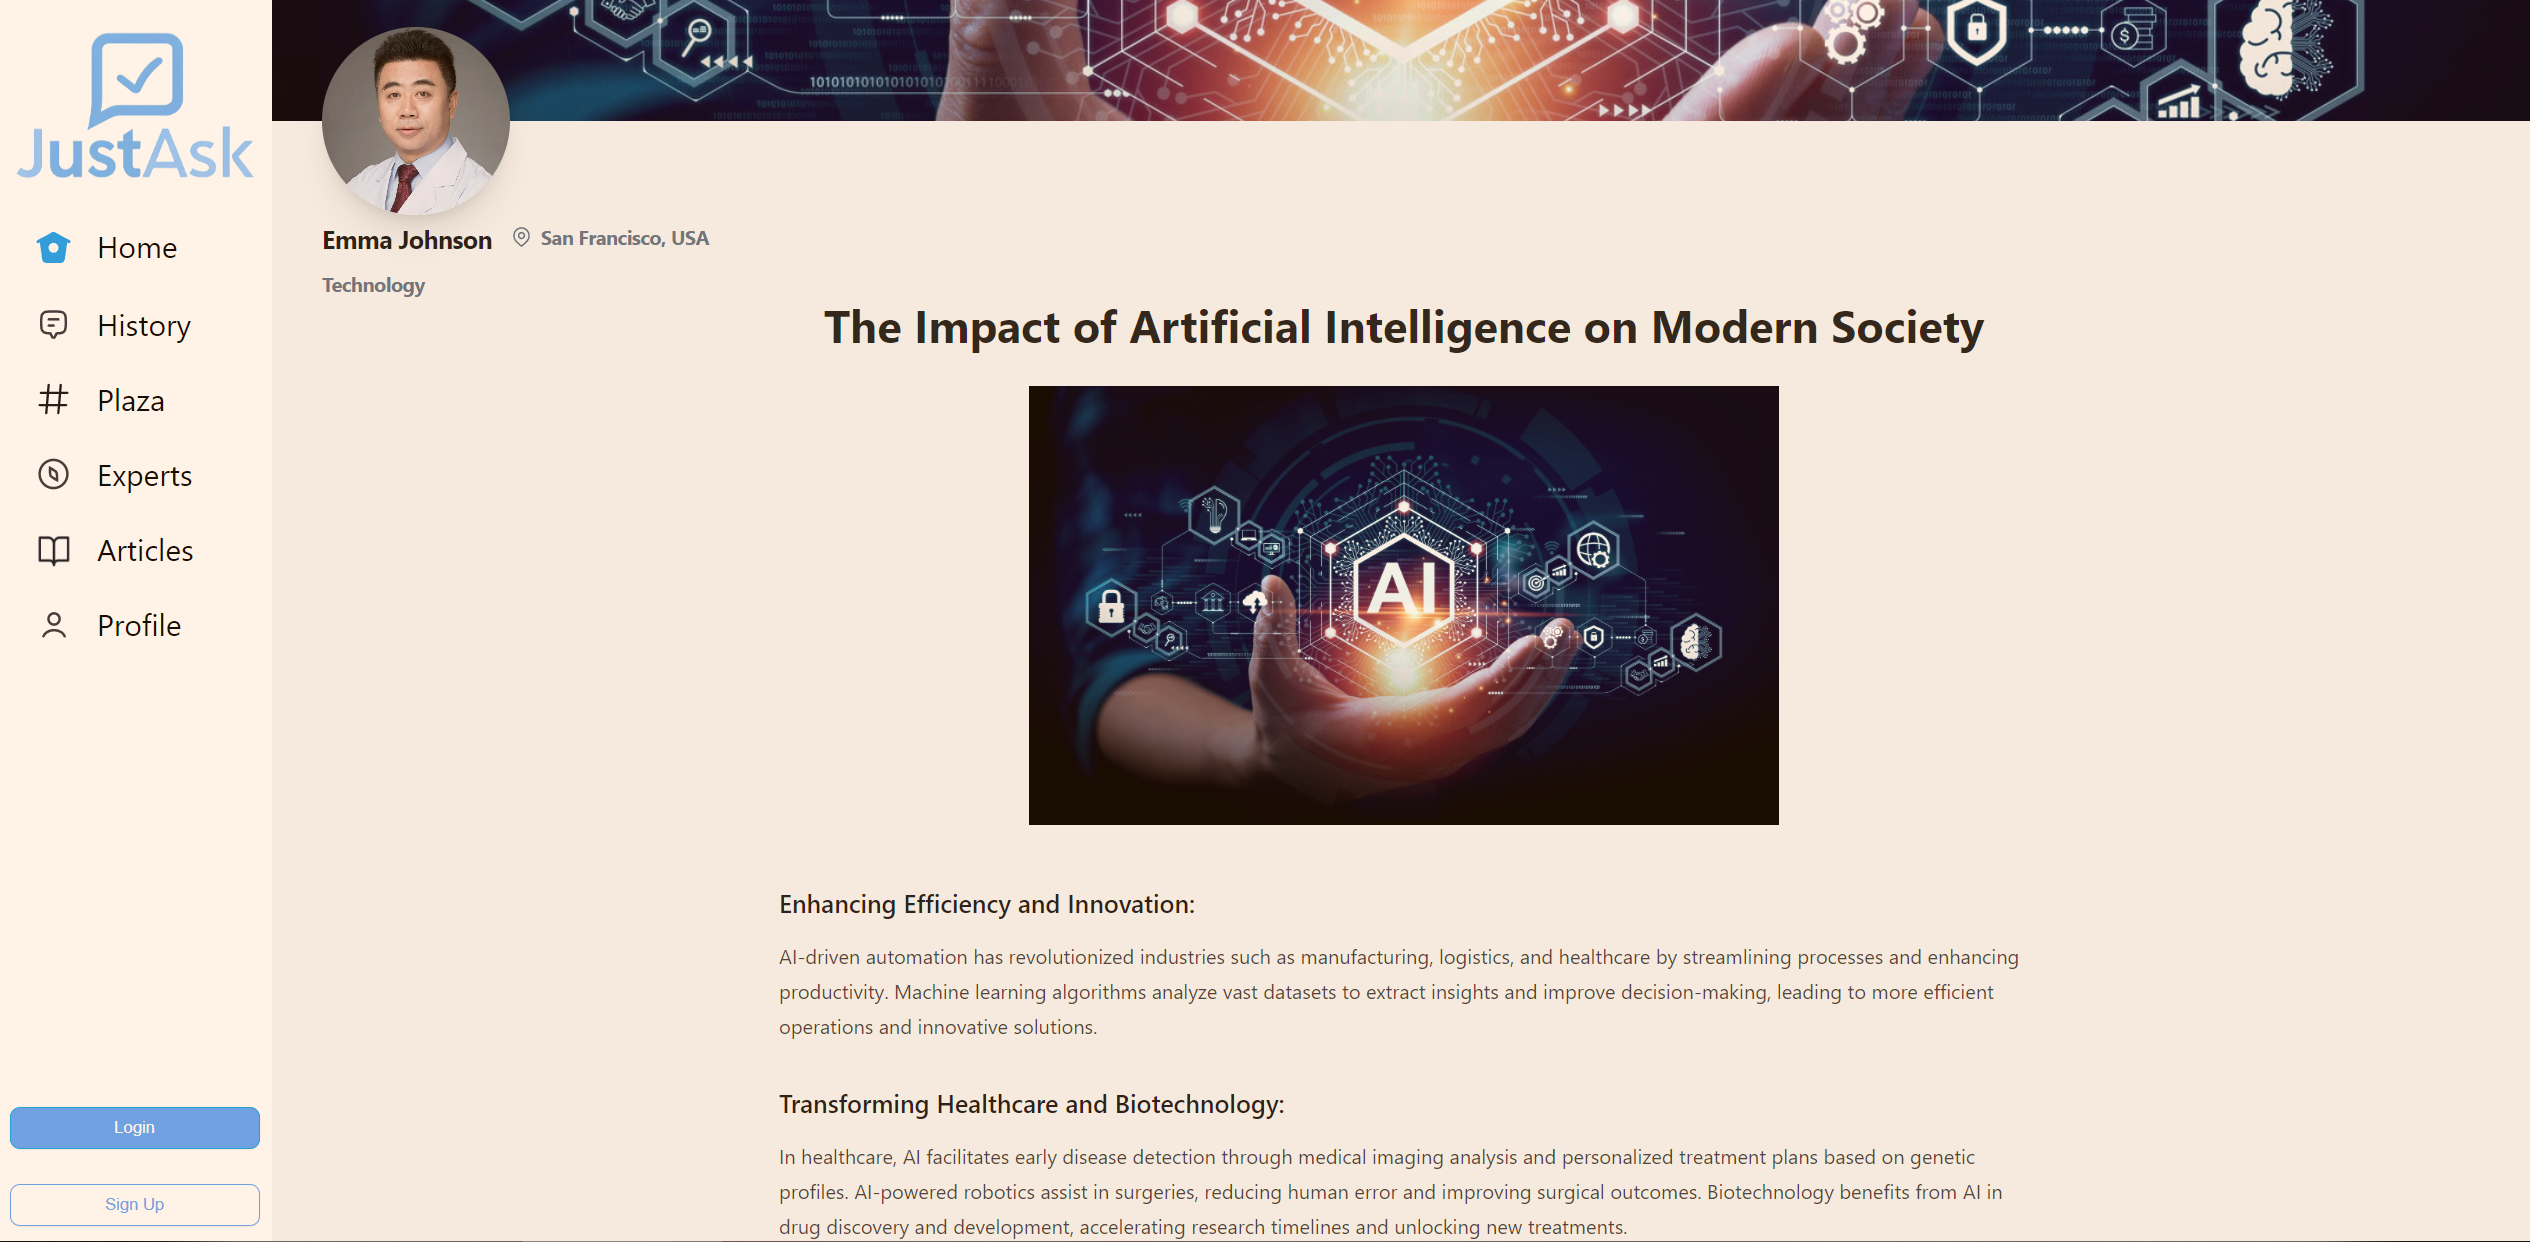 JustAsk
Home
History
Plaza
Experts
Articles
Profile
Login
Sign Up
Emma Johnson
San Francisco, USA
Technology
The Impact of Artificial Intelligence on Modern Society
AI
Enhancing Efficiency and Innovation:
AI-driven automation has revolutionized industries such as manufacturing, logistics, and healthcare by streamlining processes and enhancing
productivity. Machine learning algorithms analyze vast datasets to extract insights and improve decision-making, leading to more efficient
operations and innovative solutions.
Transforming Healthcare and Biotechnology:
In healthcare, AI facilitates early disease detection through medical imaging analysis and personalized treatment plans based on genetic
profiles. AI-powered robotics assist in surgeries, reducing human error and improving surgical outcomes. Biotechnology benefits from AI in
drug discovery and development, accelerating research timelines and unlocking new treatments.